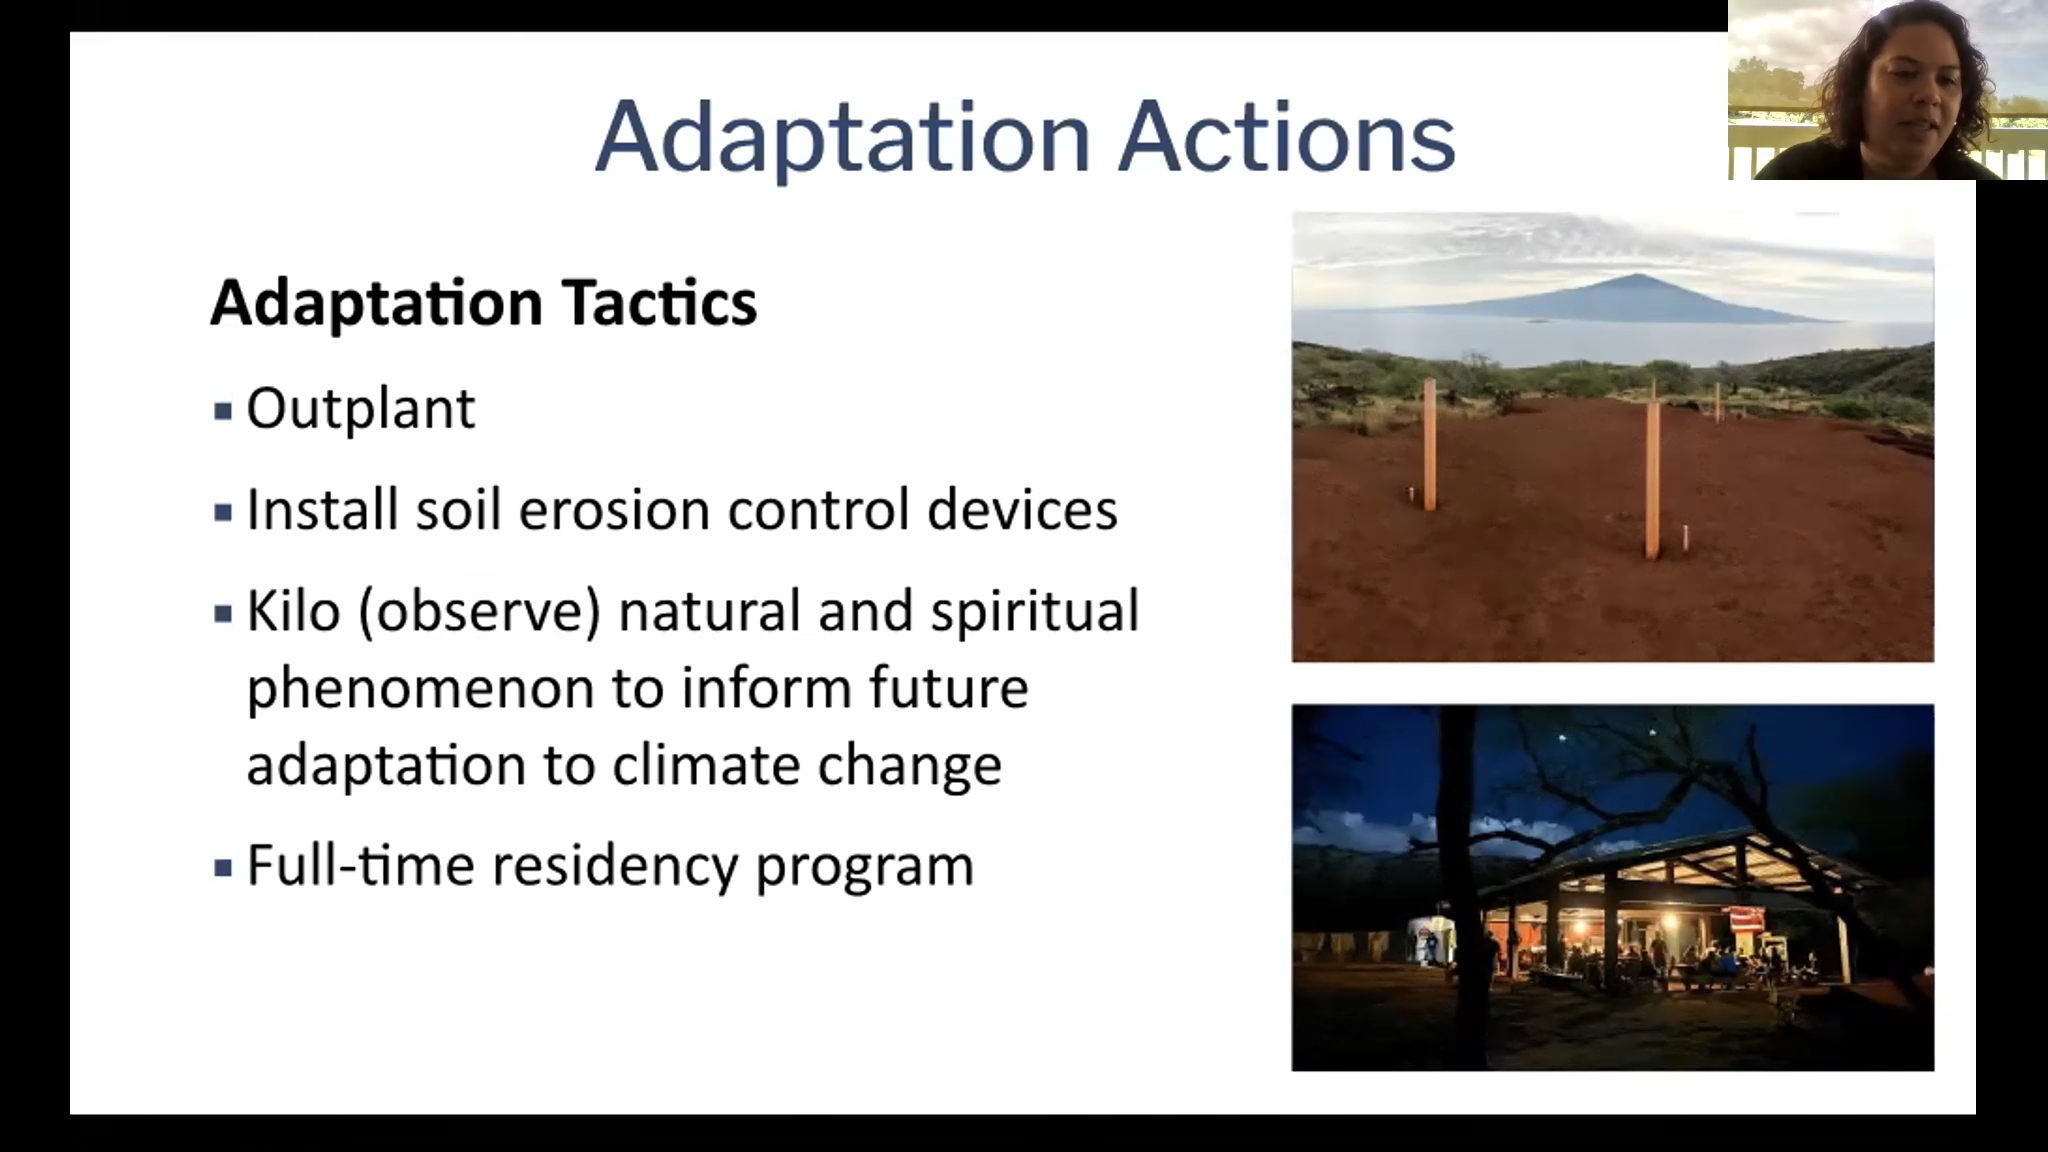 Adaptation Actions
Adaptation Tactics
▪ Outplant
▪ Install soil erosion control devices
▪ Kilo (observe) natural and spiritual
phenomenon to inform future
adaptation to climate change
▪ Full-time residency program